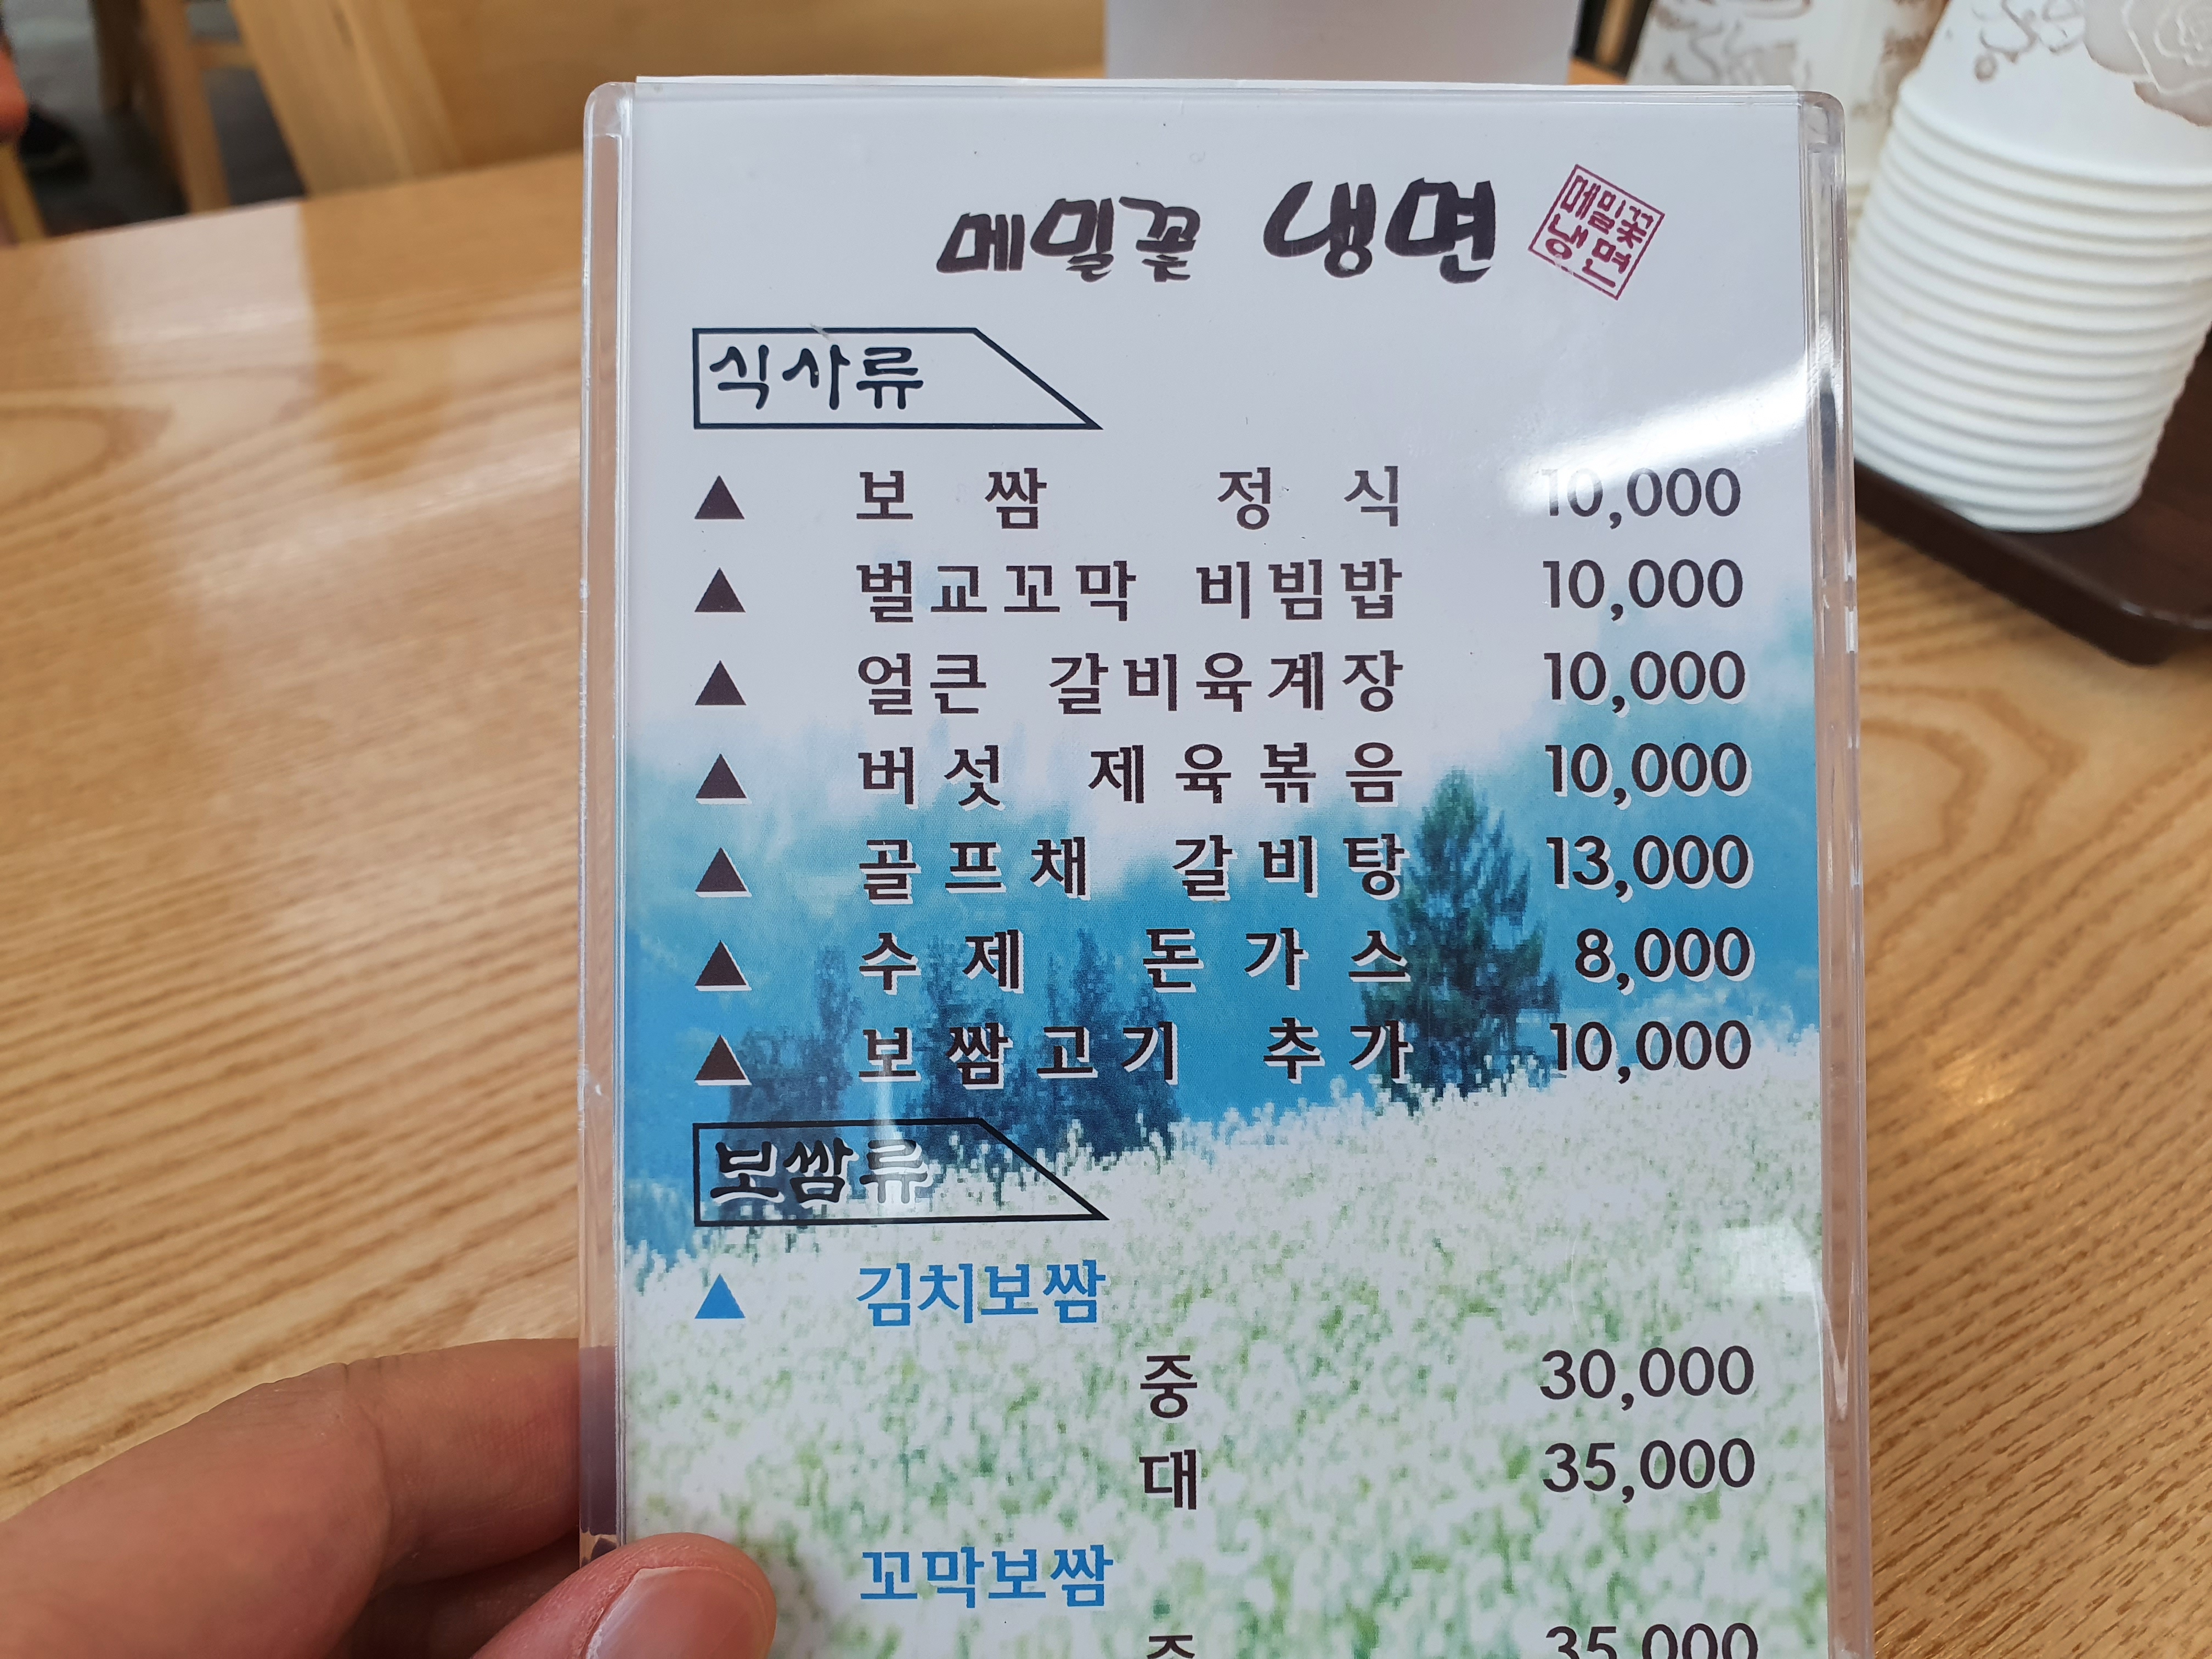 메밀꽃 냉면
메밀꽃
냉면
식사류
▲ 보쌈 정식 10,000
▲ 벌교꼬막 비빔밥 10,000
▲ 얼큰 갈비육계장 10,000
▲ 버섯 제육볶음 10,000
▲ 골프채 갈비탕 13,000
▲ 수제 돈가스 8,000
▲ 보쌈고기 추가 10,000
보쌈류
▲ 김치보쌈
중 30,000
대 35,000
꼬막보쌈
중 35,000